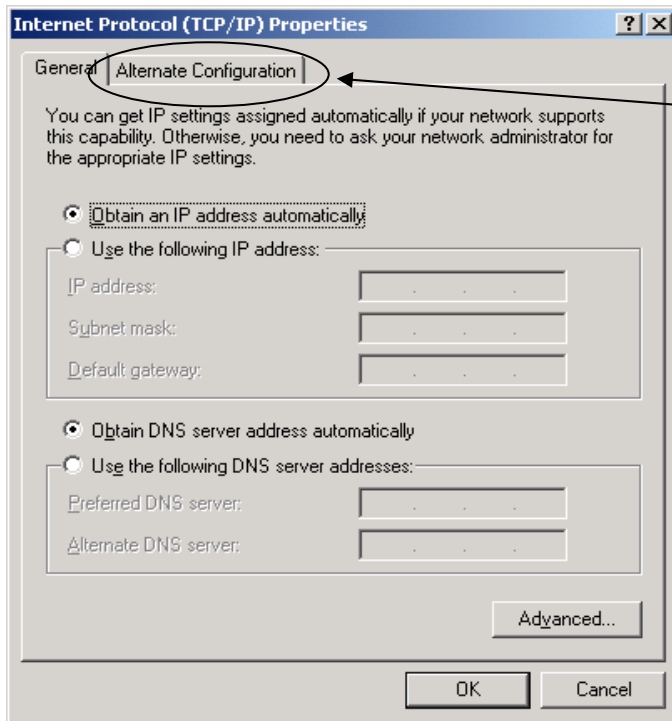 Internet Protocol (TCP/IP) Properties
General
Alternate Configuration
You can get IP settings assigned automatically if your network supports
this capability. Otherwise, you need to ask your network administrator for
the appropriate IP settings.
Obtain an IP address automatically
Use the following IP address:
IP address:
Subnet mask:
Default gateway:
Obtain DNS server address automatically
Use the following DNS server addresses:
Preferred DNS server:
Alternate DNS server:
Advanced...
OK
Cancel